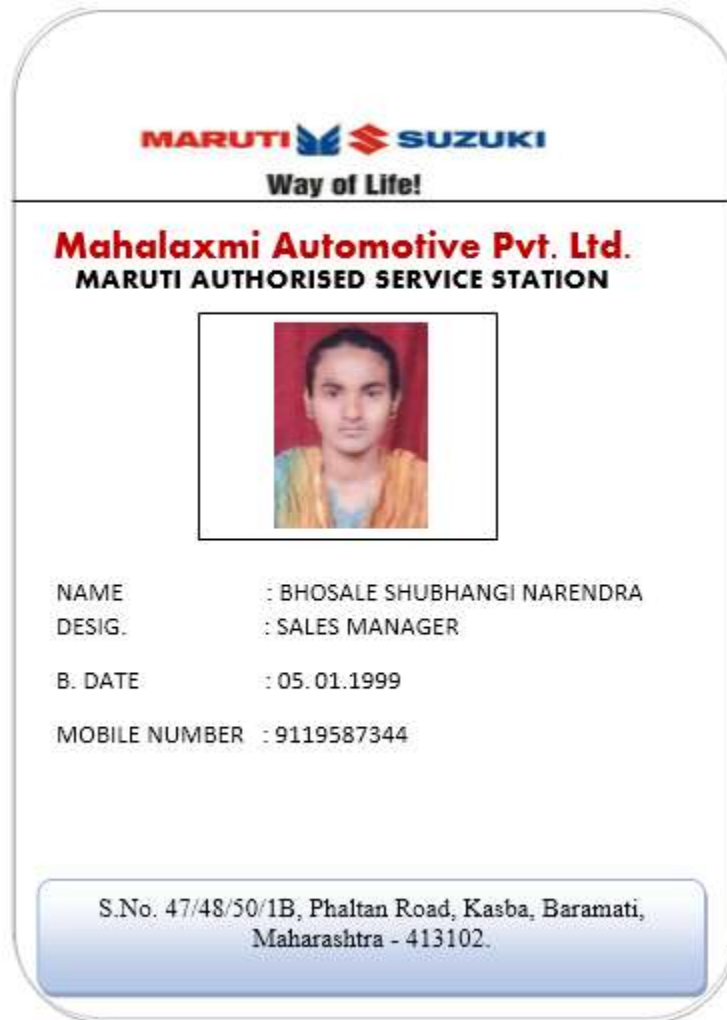 MARUTI SUZUKI
Way of Life!
Mahalaxmi Automotive Pvt. Ltd.
MARUTI AUTHORISED SERVICE STATION
NAME : BHOSALE SHUBHANGI NARENDRA
DESIG. : SALES MANAGER
B. DATE : 05. 01.1999
MOBILE NUMBER : 9119587344
S.No. 47/48/50/1B, Phaltan Road, Kasba, Baramati,
Maharashtra - 413102.